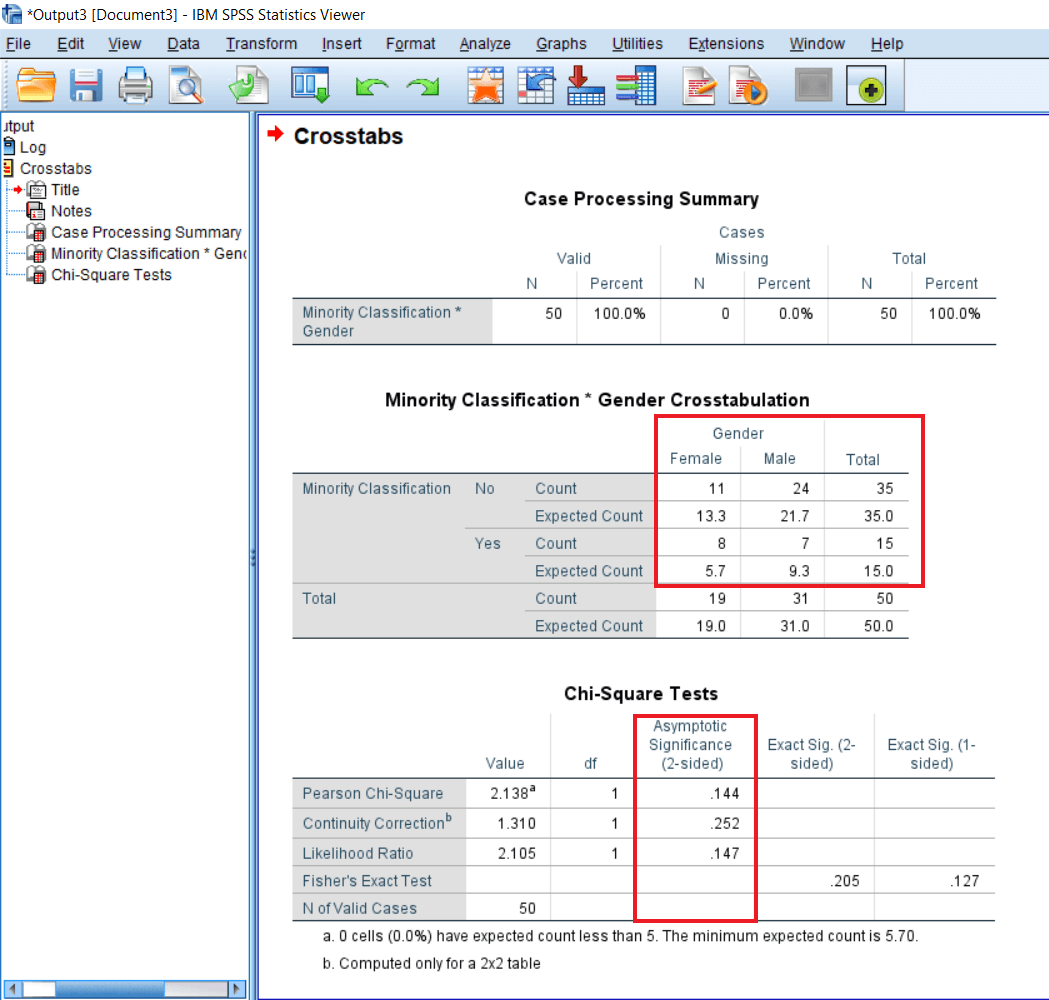 *Output3 [Document3] - IBM SPSS Statistics Viewer
File Edit View Data Transform Insert Format Analyze Graphs Utilities Extensions Window Help
utput
Log
Crosstabs
Title
Notes
Case Processing Summary
Minority Classification * Gend
Chi-Square Tests
Crosstabs
Case Processing Summary
Cases
Valid Missing Total
N Percent N Percent N Percent
Minority Classification * Gender 50 100.0% 0 0.0% 50 100.0%
Minority Classification * Gender Crosstabulation
Gender
Female Male Total
Minority Classification No Count 11 24 35
Expected Count 13.3 21.7 35.0
Yes Count 8 7 15
Expected Count 5.7 9.3 15.0
Total Count 19 31 50
Expected Count 19.0 31.0 50.0
Chi-Square Tests
Value df Asymptotic Significance (2-sided) Exact Sig. (2-sided) Exact Sig. (1-sided)
Pearson Chi-Square 2.138a 1 .144
Continuity Correctionb 1.310 1 .252
Likelihood Ratio 2.105 1 .147
Fisher's Exact Test .205 .127
N of Valid Cases 50
a. 0 cells (0.0%) have expected count less than 5. The minimum expected count is 5.70.
b. Computed only for a 2x2 table